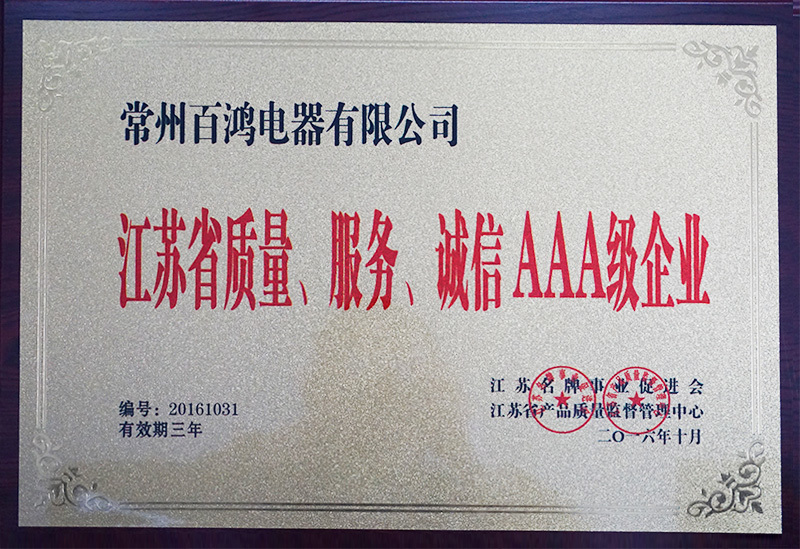 常州百鸿电器有限公司
江苏省质量、服务、诚信AAA级企业
编号：20161031
有效期三年
江苏名牌事业促进会
江苏省产品质量监督管理中心
二〇一六年十月